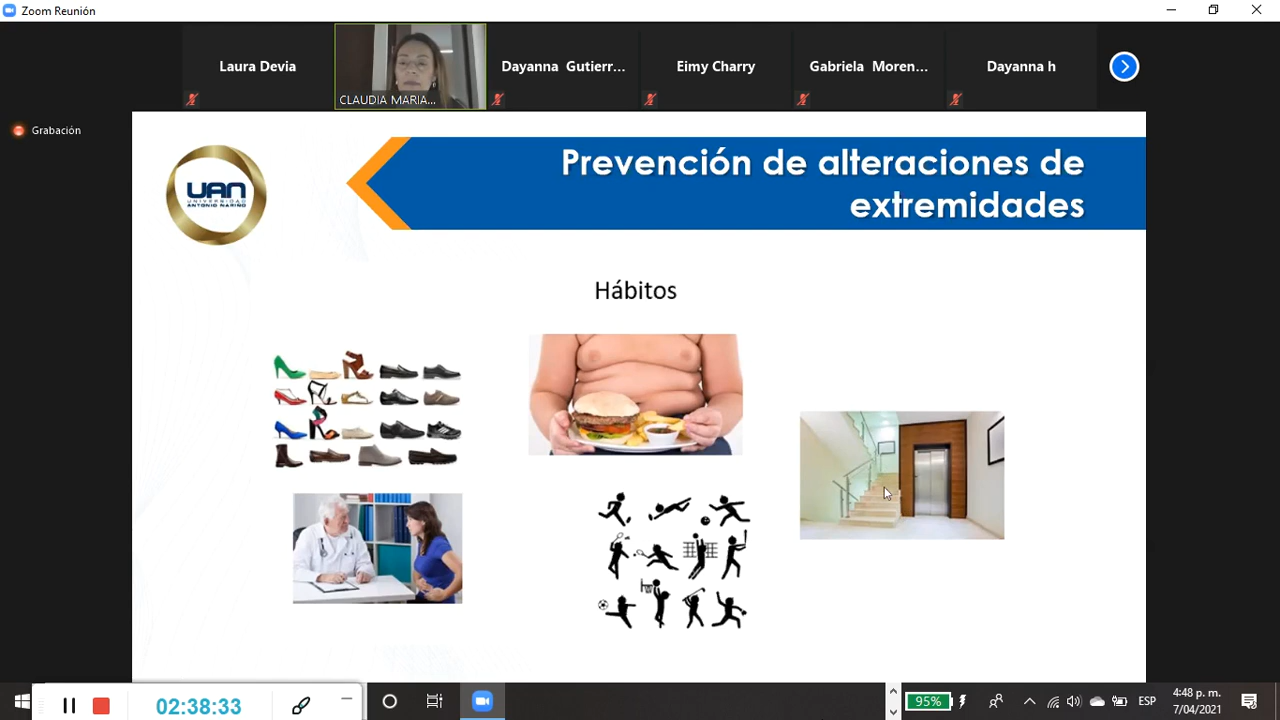 Zoom Reunión
Laura Devia
CLAUDIA MARIA...
Dayanna Gutierr...
Eimy Charry
Gabriela Moren...
Dayanna h
Grabación
UAN
UNIVERSIDAD
ANTONIO NARIÑO
Prevención de alteraciones de
extremidades
Hábitos
02:38:33
95%
ESP
4:48 p. m.
7/04/2021